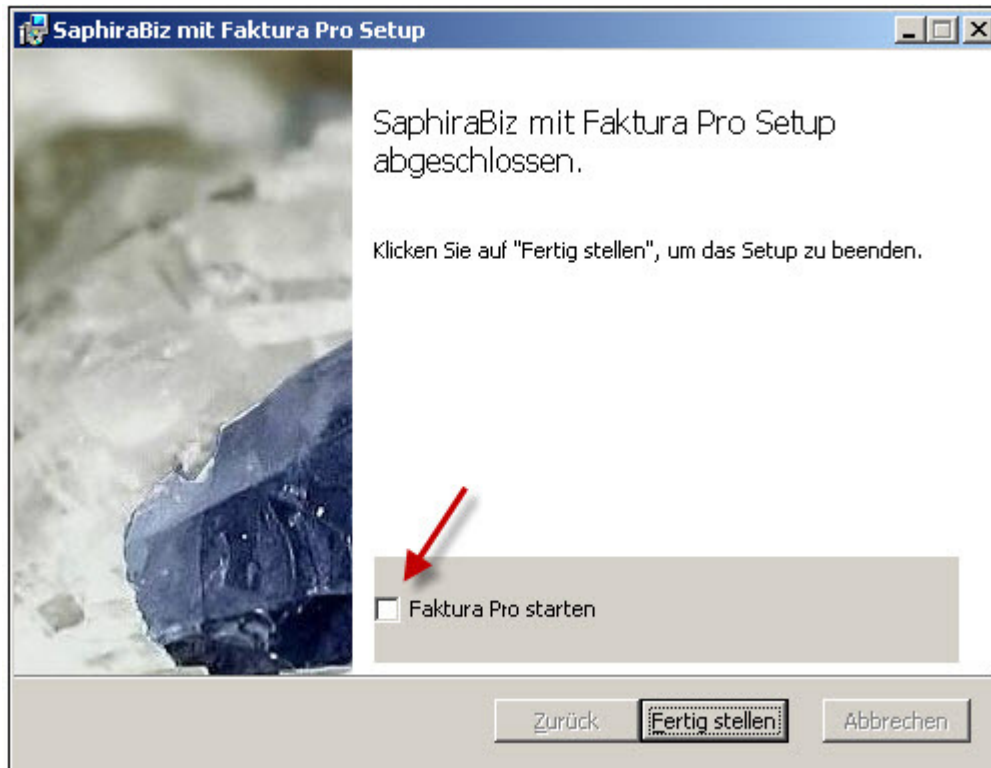 SaphiraBiz mit Faktura Pro Setup
SaphiraBiz mit Faktura Pro Setup
abgeschlossen.
Klicken Sie auf "Fertig stellen", um das Setup zu beenden.
Faktura Pro starten
Zurück Fertig stellen Abbrechen